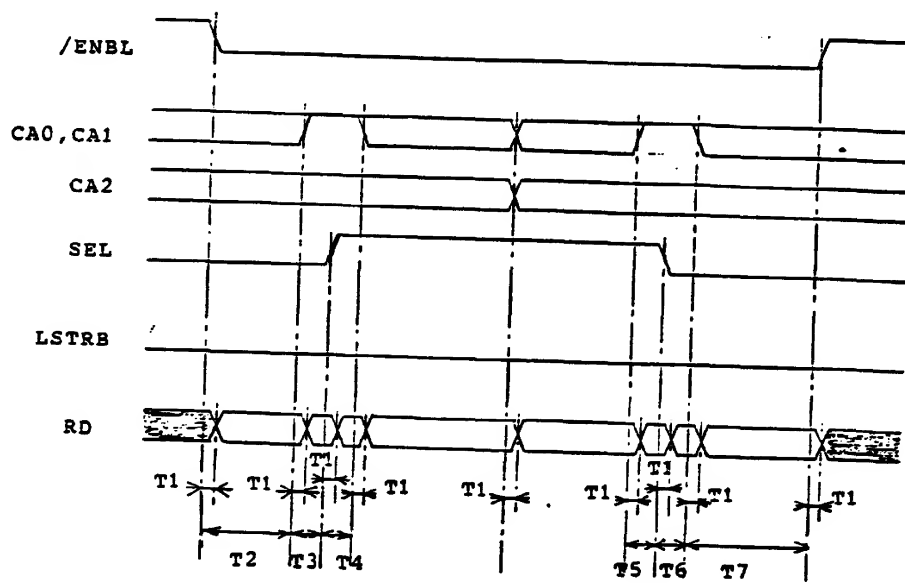 /ENBL
CA0,CA1
CA2
SEL
LSTRB
RD
T1 T1
T1 T1 T1 T1 T1 T1 T1
T2 T3 T4 T5 T6 T7